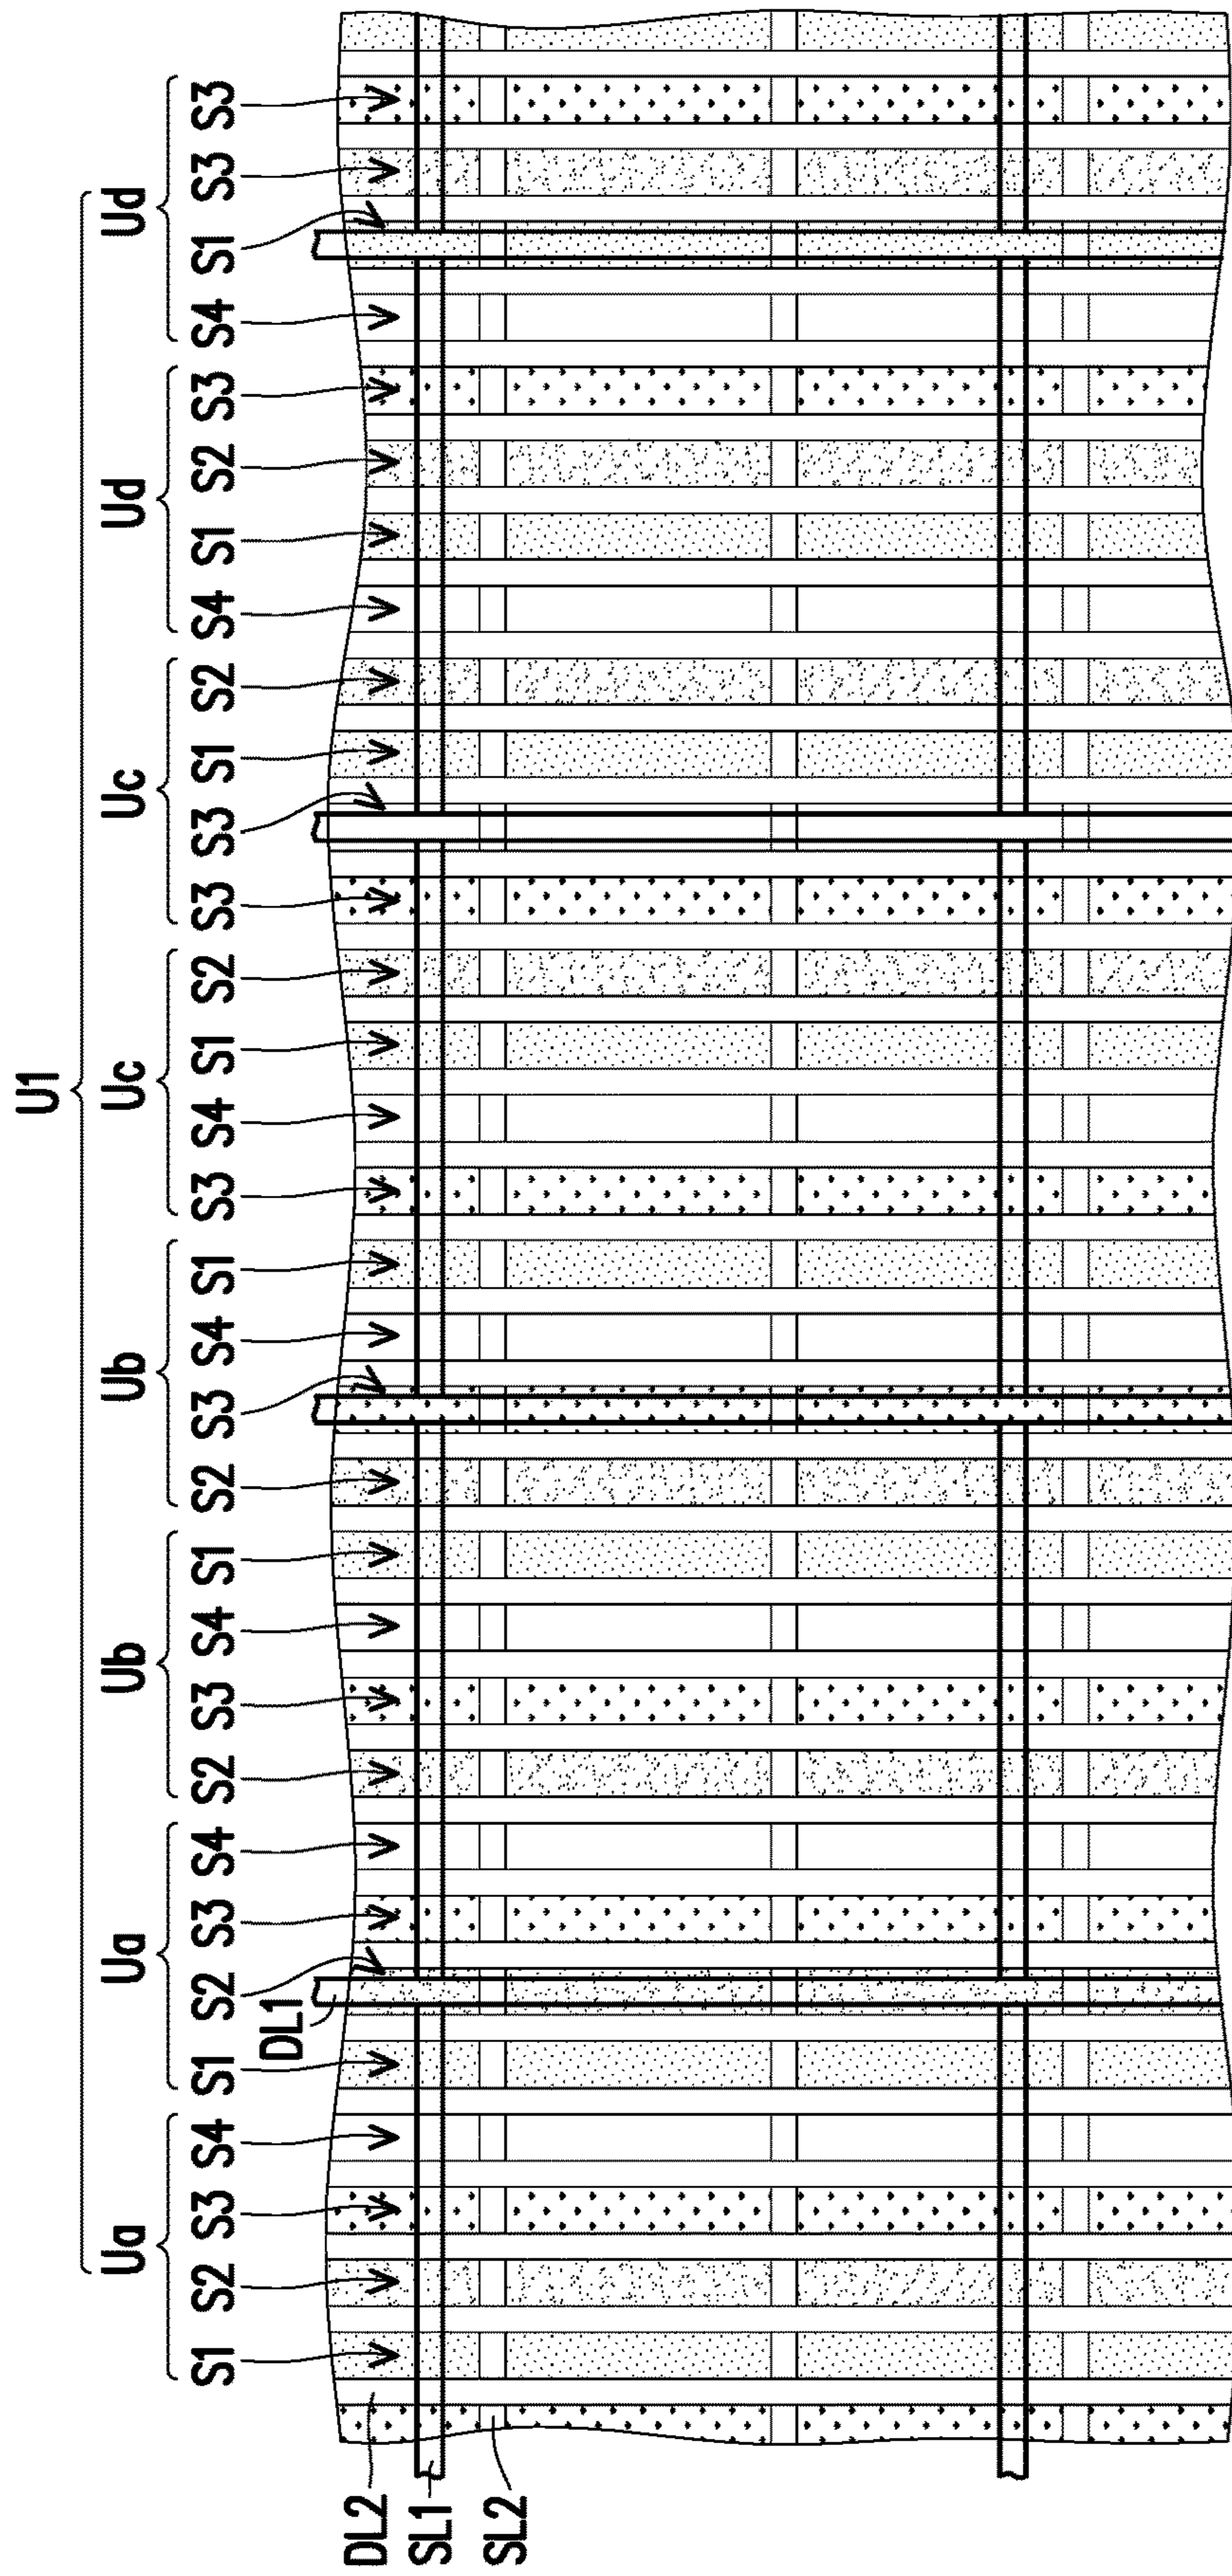 U1
Ua Ua Ub Ub Uc Uc Ud Ud
S1 S2 S3 S4 S1 S2 S3 S4 S2 S3 S4 S1 S2 S3 S4 S1 S3 S4 S1 S2 S3 S3 S1 S2 S4 S1 S2 S3 S4 S1 S3 S3
DL1
DL2
SL1
SL2